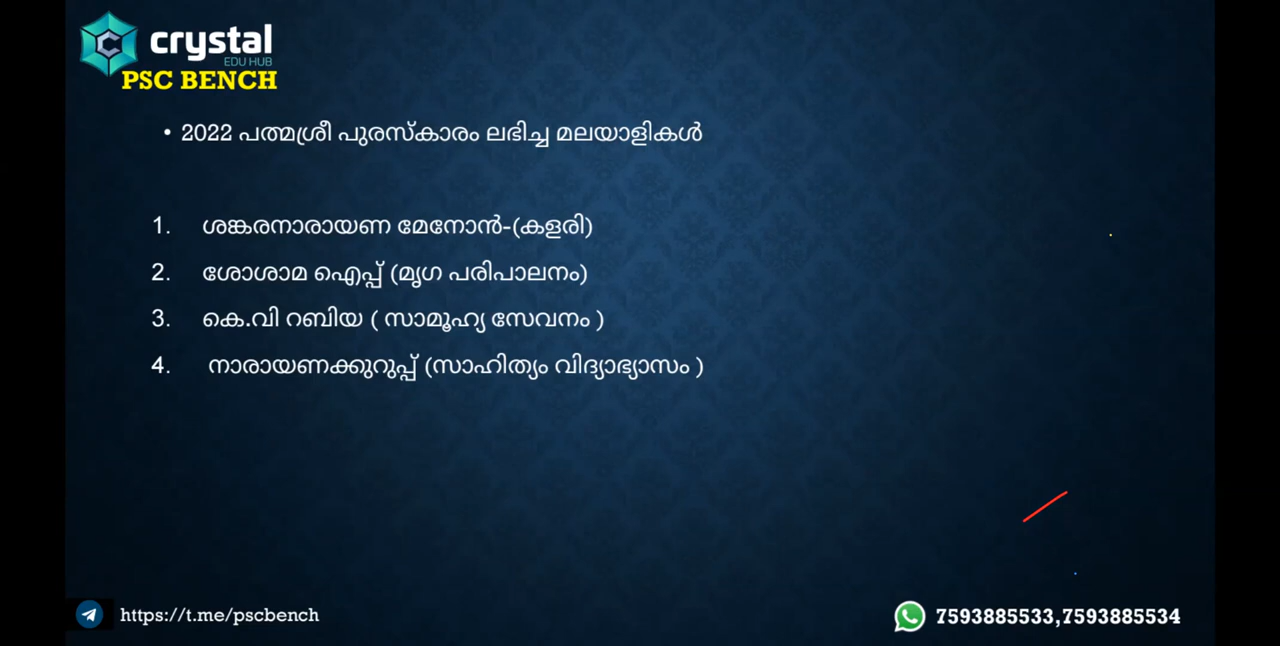 crystal
EDU HUB
PSC BENCH
• 2022 പത്മശ്രീ പുരസ്കാരം ലഭിച്ച മലയാളികൾ
1. ശങ്കരനാരായണ മേനോൻ-(കളരി)
2. ശോശാമ ഐപ്പ് (മൃഗ പരിപാലനം)
3. കെ.വി റബിയ ( സാമൂഹ്യ സേവനം )
4. നാരായണക്കുറുപ്പ് (സാഹിത്യം വിദ്യാഭ്യാസം )
https://t.me/pscbench
7593885533,7593885534